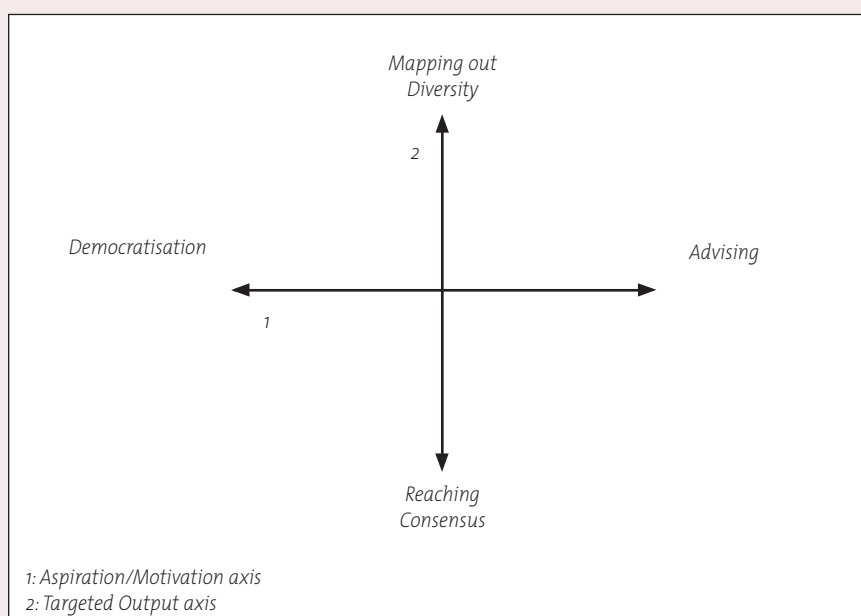 Mapping out
Diversity
2
Democratisation
Advising
1
Reaching
Consensus
1: Aspiration/Motivation axis
2: Targeted Output axis